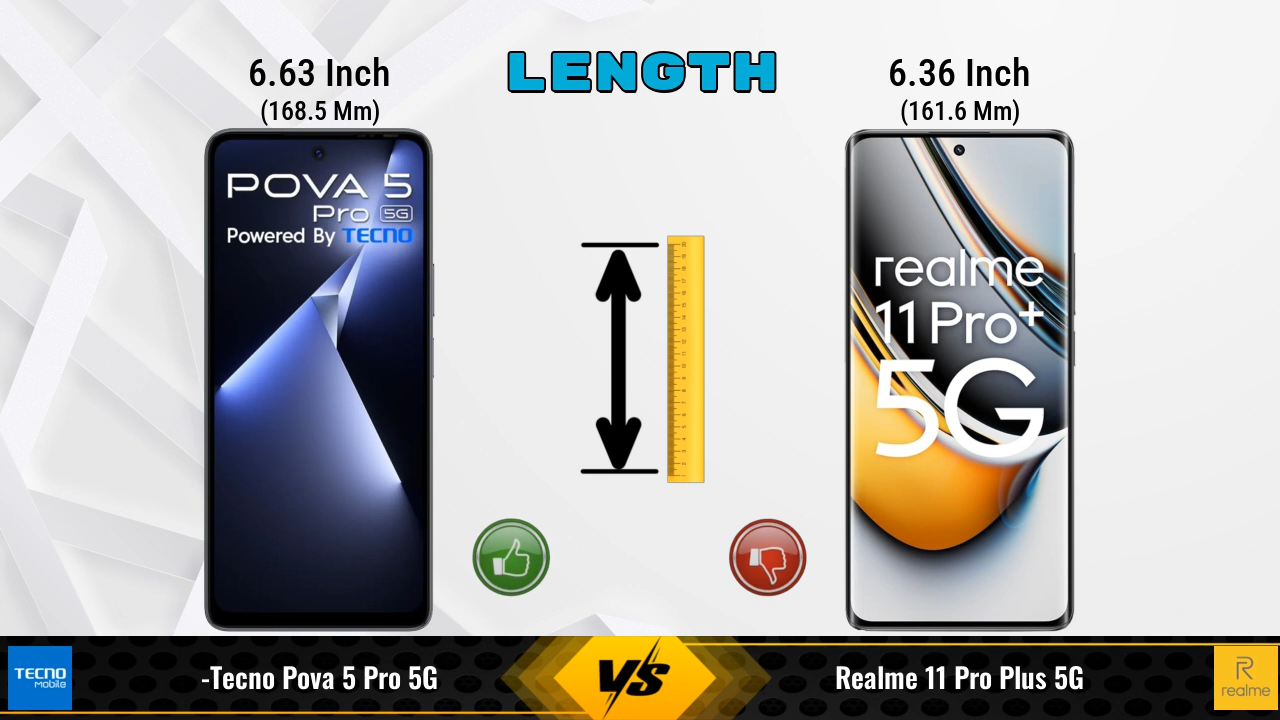 LENGTH
6.63 Inch
(168.5 Mm)
6.36 Inch
(161.6 Mm)
POVA 5
Pro 5G
Powered By TECNO
realme
11 Pro+
5G
TECNO
mobile
-Tecno Pova 5 Pro 5G
VS
Realme 11 Pro Plus 5G
R
realme